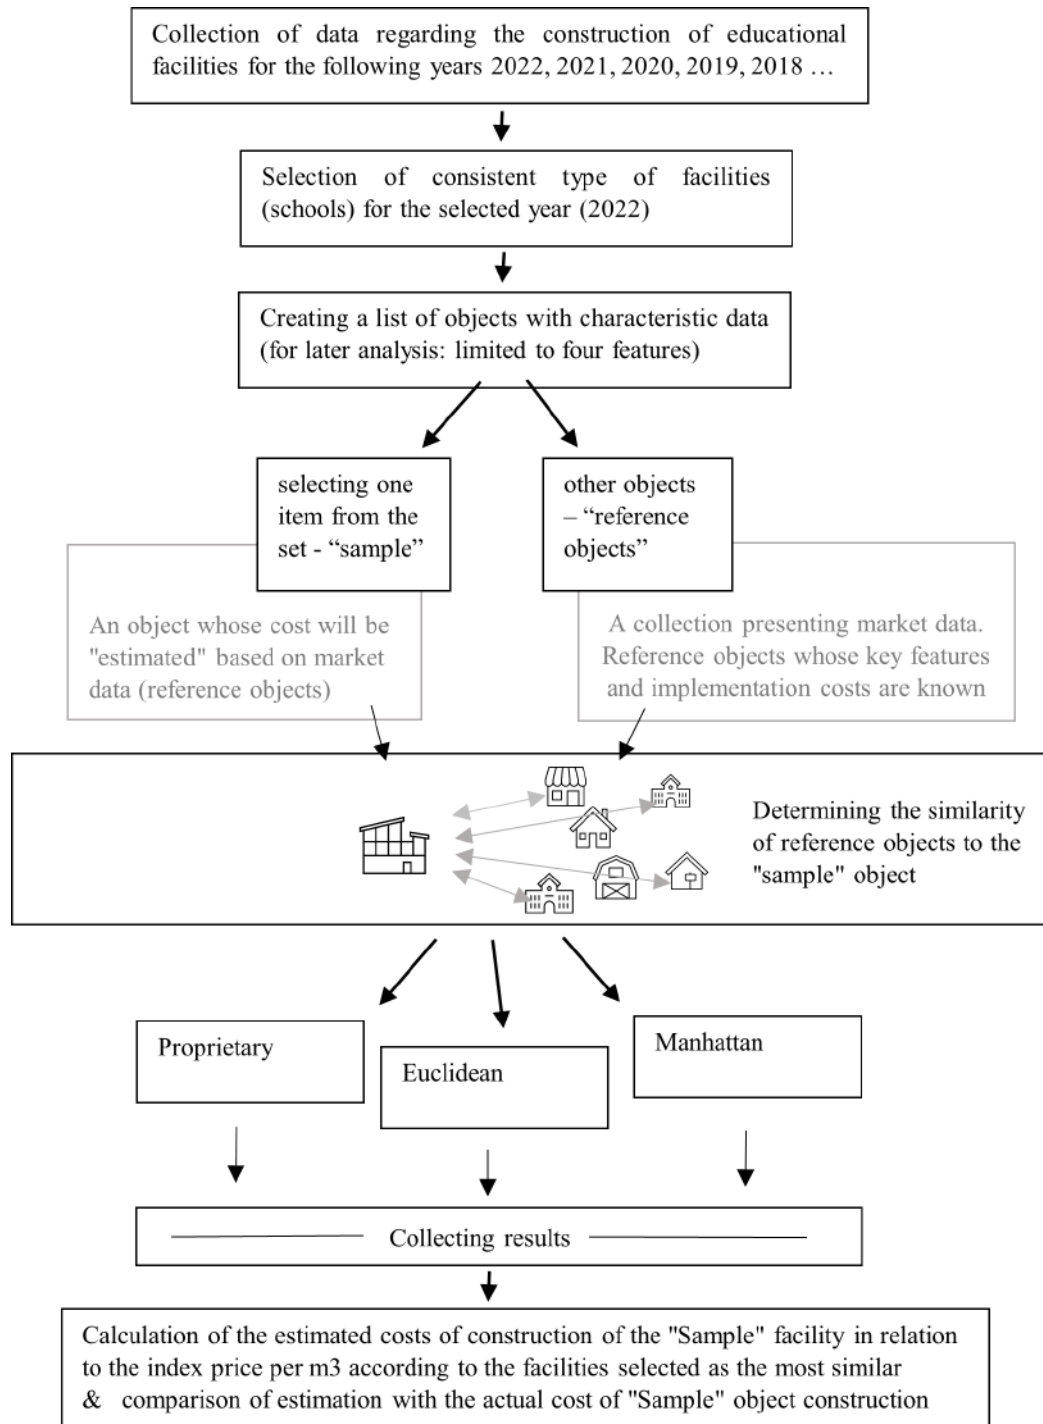 Collection of data regarding the construction of educational
facilities for the following years 2022, 2021, 2020, 2019, 2018 ...
Selection of consistent type of facilities
(schools) for the selected year (2022)
Creating a list of objects with characteristic data
(for later analysis: limited to four features)
selecting one
item from the
set - “sample”
other objects
– “reference
objects”
An object whose cost will be
"estimated" based on market
data (reference objects)
A collection presenting market data.
Reference objects whose key features
and implementation costs are known
Determining the similarity
of reference objects to the
"sample" object
Proprietary
Euclidean
Manhattan
Collecting results
Calculation of the estimated costs of construction of the "Sample" facility in relation
to the index price per m3 according to the facilities selected as the most similar
& comparison of estimation with the actual cost of "Sample" object construction